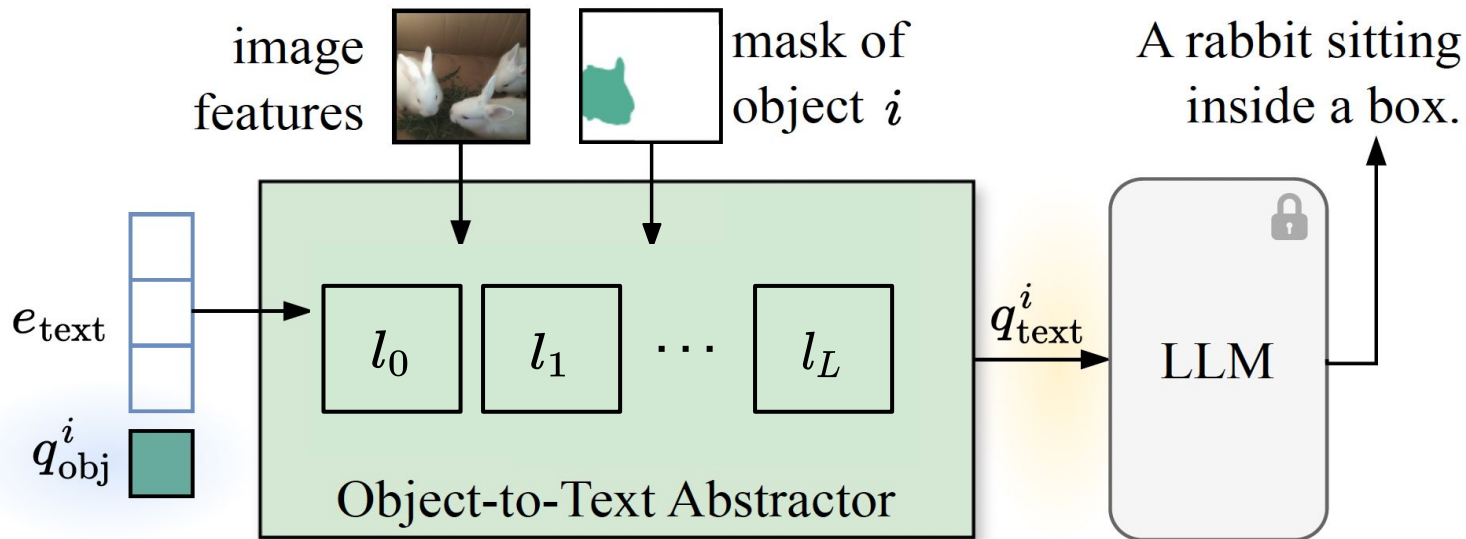 image
features
mask of
object i
A rabbit sitting
inside a box.
e_text
q^i_obj
l_0
l_1
...
l_L
Object-to-Text Abstractor
q^i_text
LLM